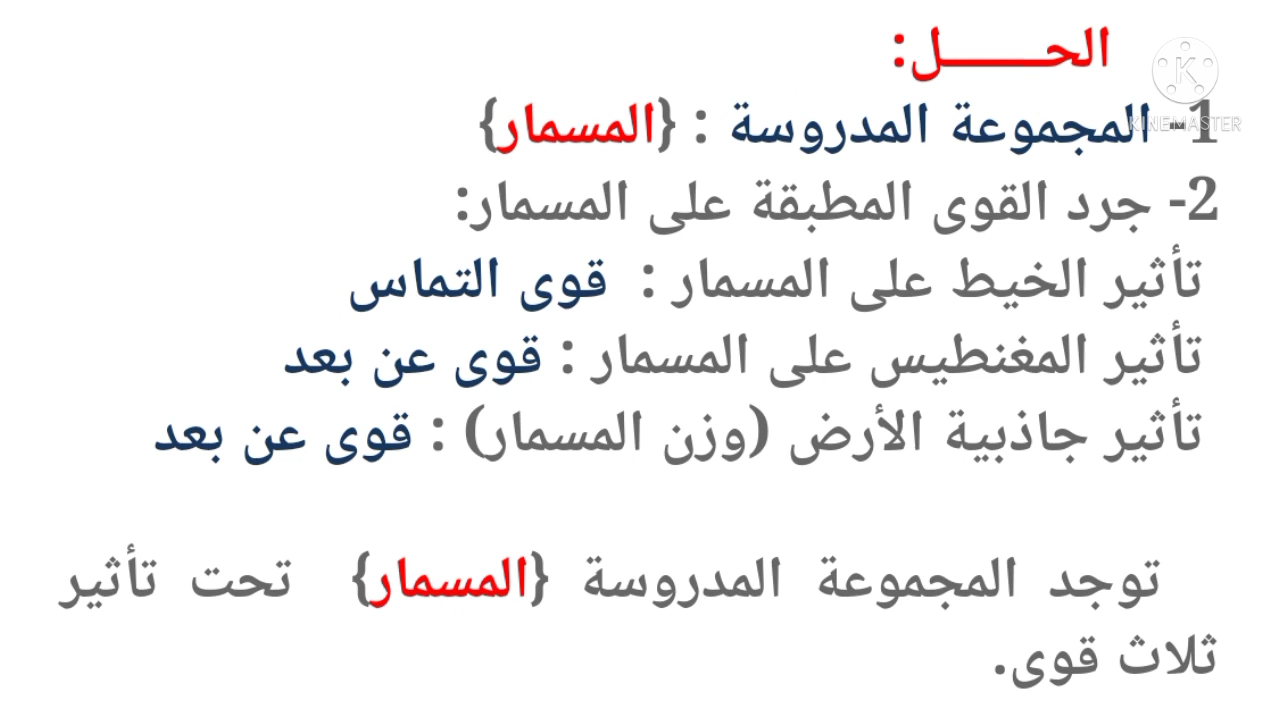 الحـــــــل:
1- المجموعة المدروسة : {المسمار}
2- جرد القوى المطبقة على المسمار:
تأثير الخيط على المسمار : قوى التماس
تأثير المغنطيس على المسمار : قوى عن بعد
تأثير جاذبية الأرض (وزن المسمار) : قوى عن بعد
توجد المجموعة المدروسة {المسمار} تحت تأثير
ثلاث قوى.
K
KINEMASTER